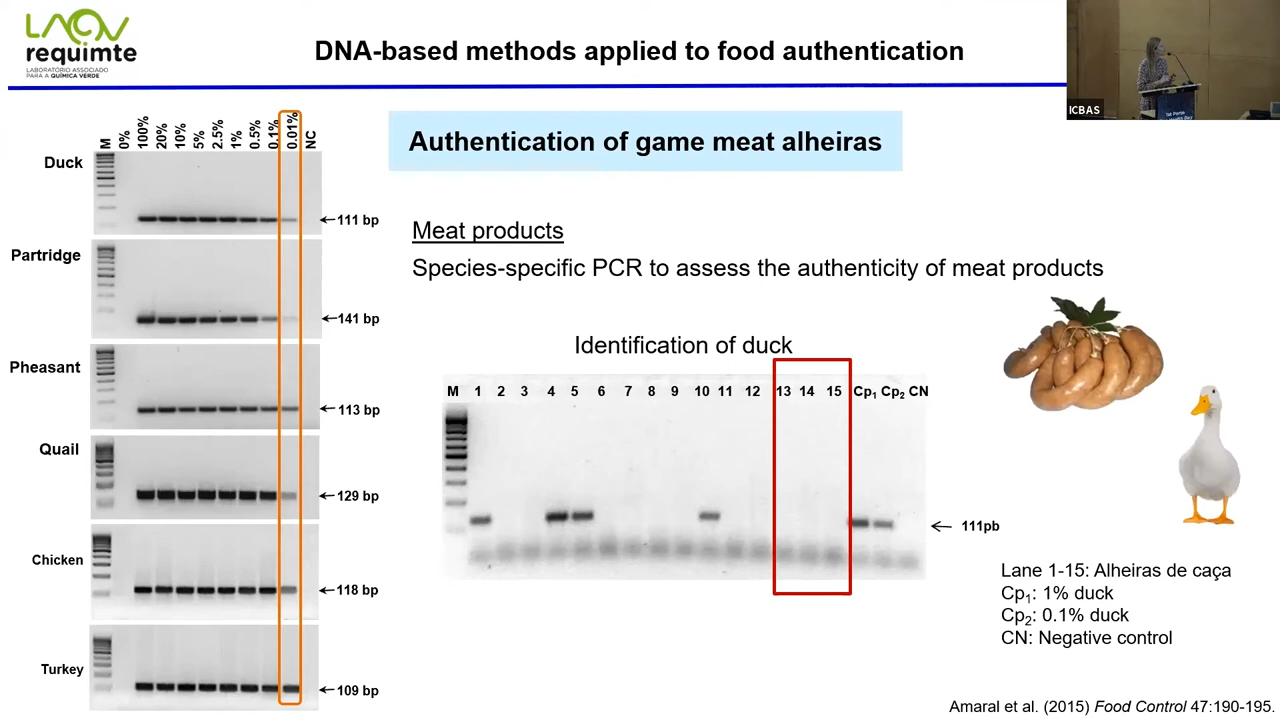 LAQV
requimte
LABORATÓRIO ASSOCIADO
PARA A QUÍMICA VERDE
DNA-based methods applied to food authentication
ICBAS
1st Porto
M 0% 100% 20% 10% 5% 2.5% 1% 0.5% 0.1% 0.01% NC
Duck
111 bp
Partridge
141 bp
Pheasant
113 bp
Quail
129 bp
Chicken
118 bp
Turkey
109 bp
Authentication of game meat alheiras
Meat products
Species-specific PCR to assess the authenticity of meat products
Identification of duck
M 1 2 3 4 5 6 7 8 9 10 11 12 13 14 15 Cp1 Cp2 CN
111pb
Lane 1-15: Alheiras de caça
Cp1: 1% duck
Cp2: 0.1% duck
CN: Negative control
Amaral et al. (2015) Food Control 47:190-195.